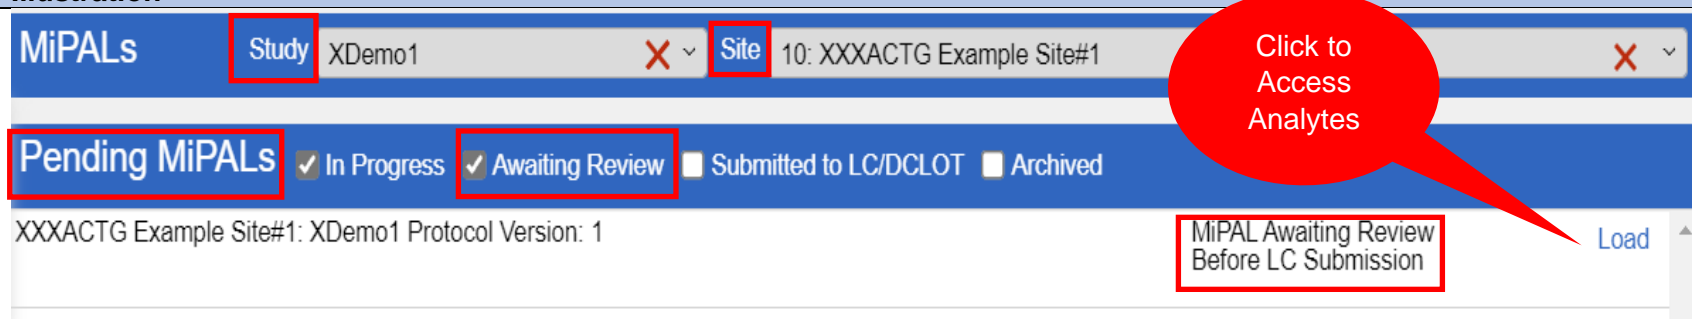 Illustration
MiPALs Study XDemo1 Site 10: XXXACTG Example Site#1
Click to
Access
Analytes
Pending MiPALs In Progress Awaiting Review Submitted to LC/DCLOT Archived
XXXACTG Example Site#1: XDemo1 Protocol Version: 1
MiPAL Awaiting Review
Before LC Submission
Load